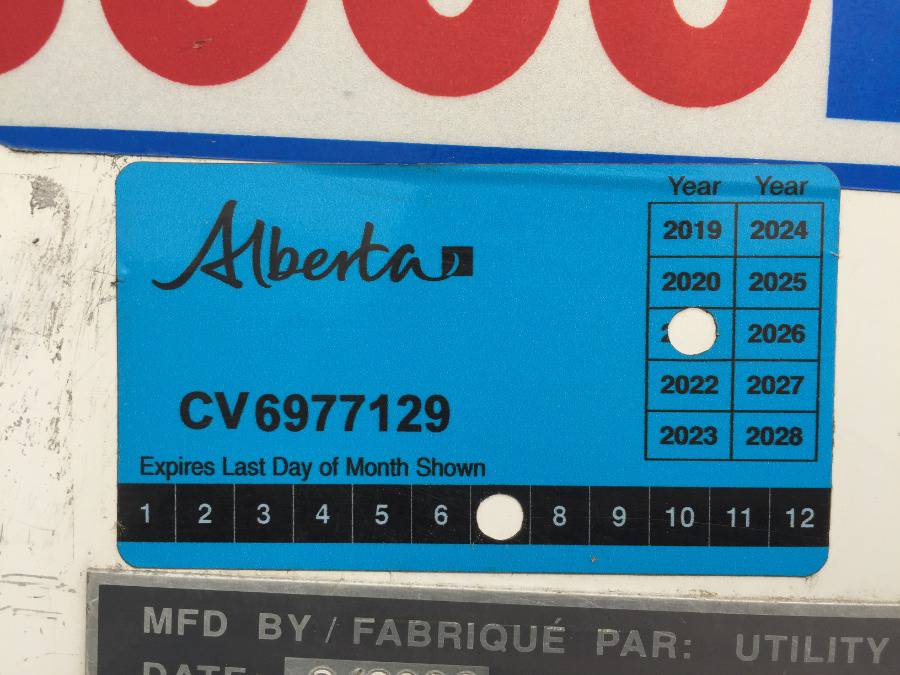 Alberta
Year Year
2019 2024
2020 2025
2026
2022 2027
2023 2028
CV6977129
Expires Last Day of Month Shown
1 2 3 4 5 6 8 9 10 11 12
MFD BY / FABRIQUÉ PAR: UTILITY
DATE: